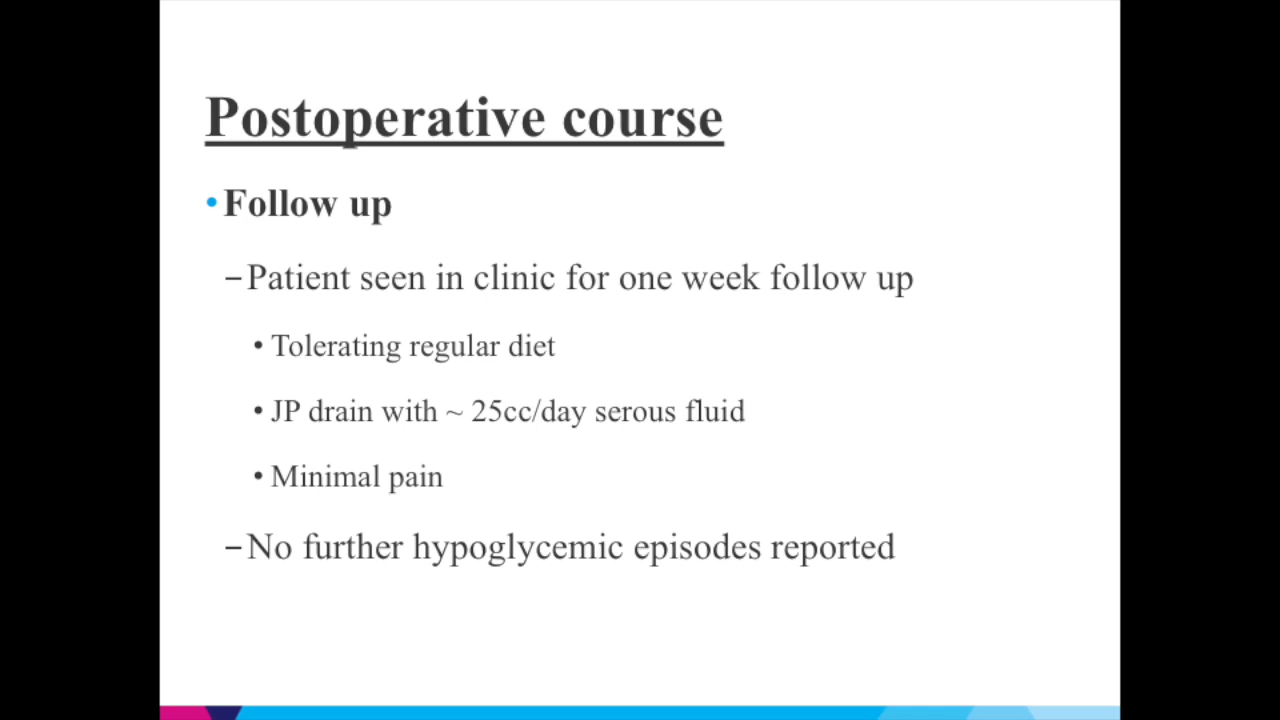 Postoperative course
•Follow up
–Patient seen in clinic for one week follow up
•Tolerating regular diet
•JP drain with ~ 25cc/day serous fluid
•Minimal pain
–No further hypoglycemic episodes reported